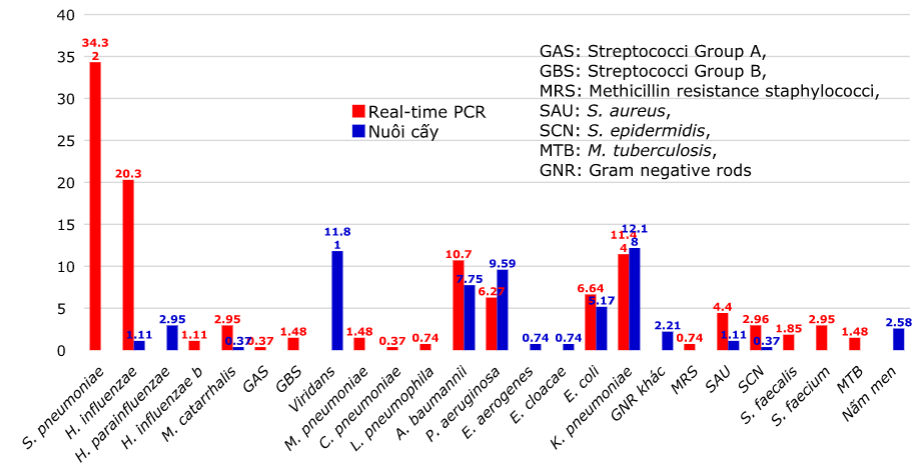 40
35
30
25
20
15
10
5
0
GAS: Streptococci Group A,
GBS: Streptococci Group B,
MRS: Methicillin resistance staphylococci,
SAU: S. aureus,
SCN: S. epidermidis,
MTB: M. tuberculosis,
GNR: Gram negative rods
Real-time PCR
Nuôi cấy
34.3
2
20.3
1.11
2.95
1.11
2.95
0.37
0.37
1.48
11.8
1
1.48
0.37
0.74
10.7
7.75
6.27
9.59
0.74
0.74
6.64
5.17
11.4
4
12.1
8
2.21
0.74
4.4
1.11
2.96
0.37
1.85
2.95
1.48
2.58
S. pneumoniae
H. influenzae
H. parainfluenzae
H. influenzae b
M. catarrhalis
GAS
GBS
Viridans
M. pneumoniae
C. pneumoniae
L. pneumophila
A. baumannii
P. aeruginosa
E. aerogenes
E. cloacae
E. coli
K. pneumoniae
GNR khác
MRS
SAU
SCN
S. faecalis
S. faecium
MTB
Nấm men